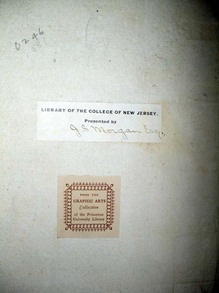 0246
LIBRARY OF THE COLLEGE OF NEW JERSEY.
Presented by
J. S. Morgan Esq.
FROM THE
GRAPHIC ARTS
Collection
of the Princeton
University Library